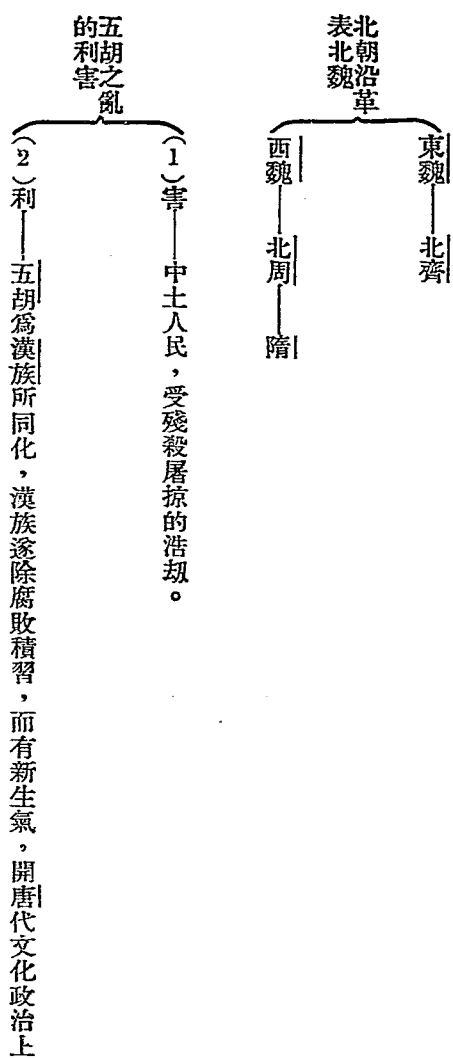 北朝沿革
表北魏
東魏——北齊
西魏——北周——隋
五胡之亂
的利害
(1)害——中土人民，受殘殺屠掠的浩劫。
(2)利——五胡爲漢族所同化，漢族遂除腐敗積習，而有新生氣，開唐代文化政治上